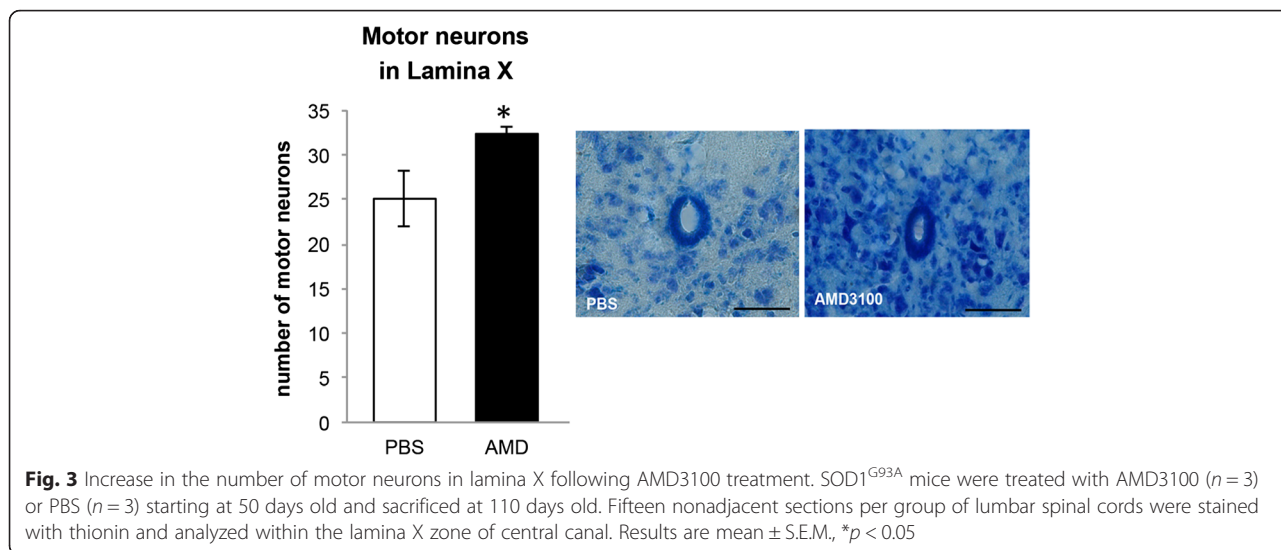 Motor neurons
in Lamina X
number of motor neurons
35
30
25
20
15
10
5
0
*
PBS
AMD
PBS
AMD3100
Fig. 3 Increase in the number of motor neurons in lamina X following AMD3100 treatment. SOD1^G93A mice were treated with AMD3100 (n = 3)
or PBS (n = 3) starting at 50 days old and sacrificed at 110 days old. Fifteen nonadjacent sections per group of lumbar spinal cords were stained
with thionin and analyzed within the lamina X zone of central canal. Results are mean ± S.E.M., *p < 0.05